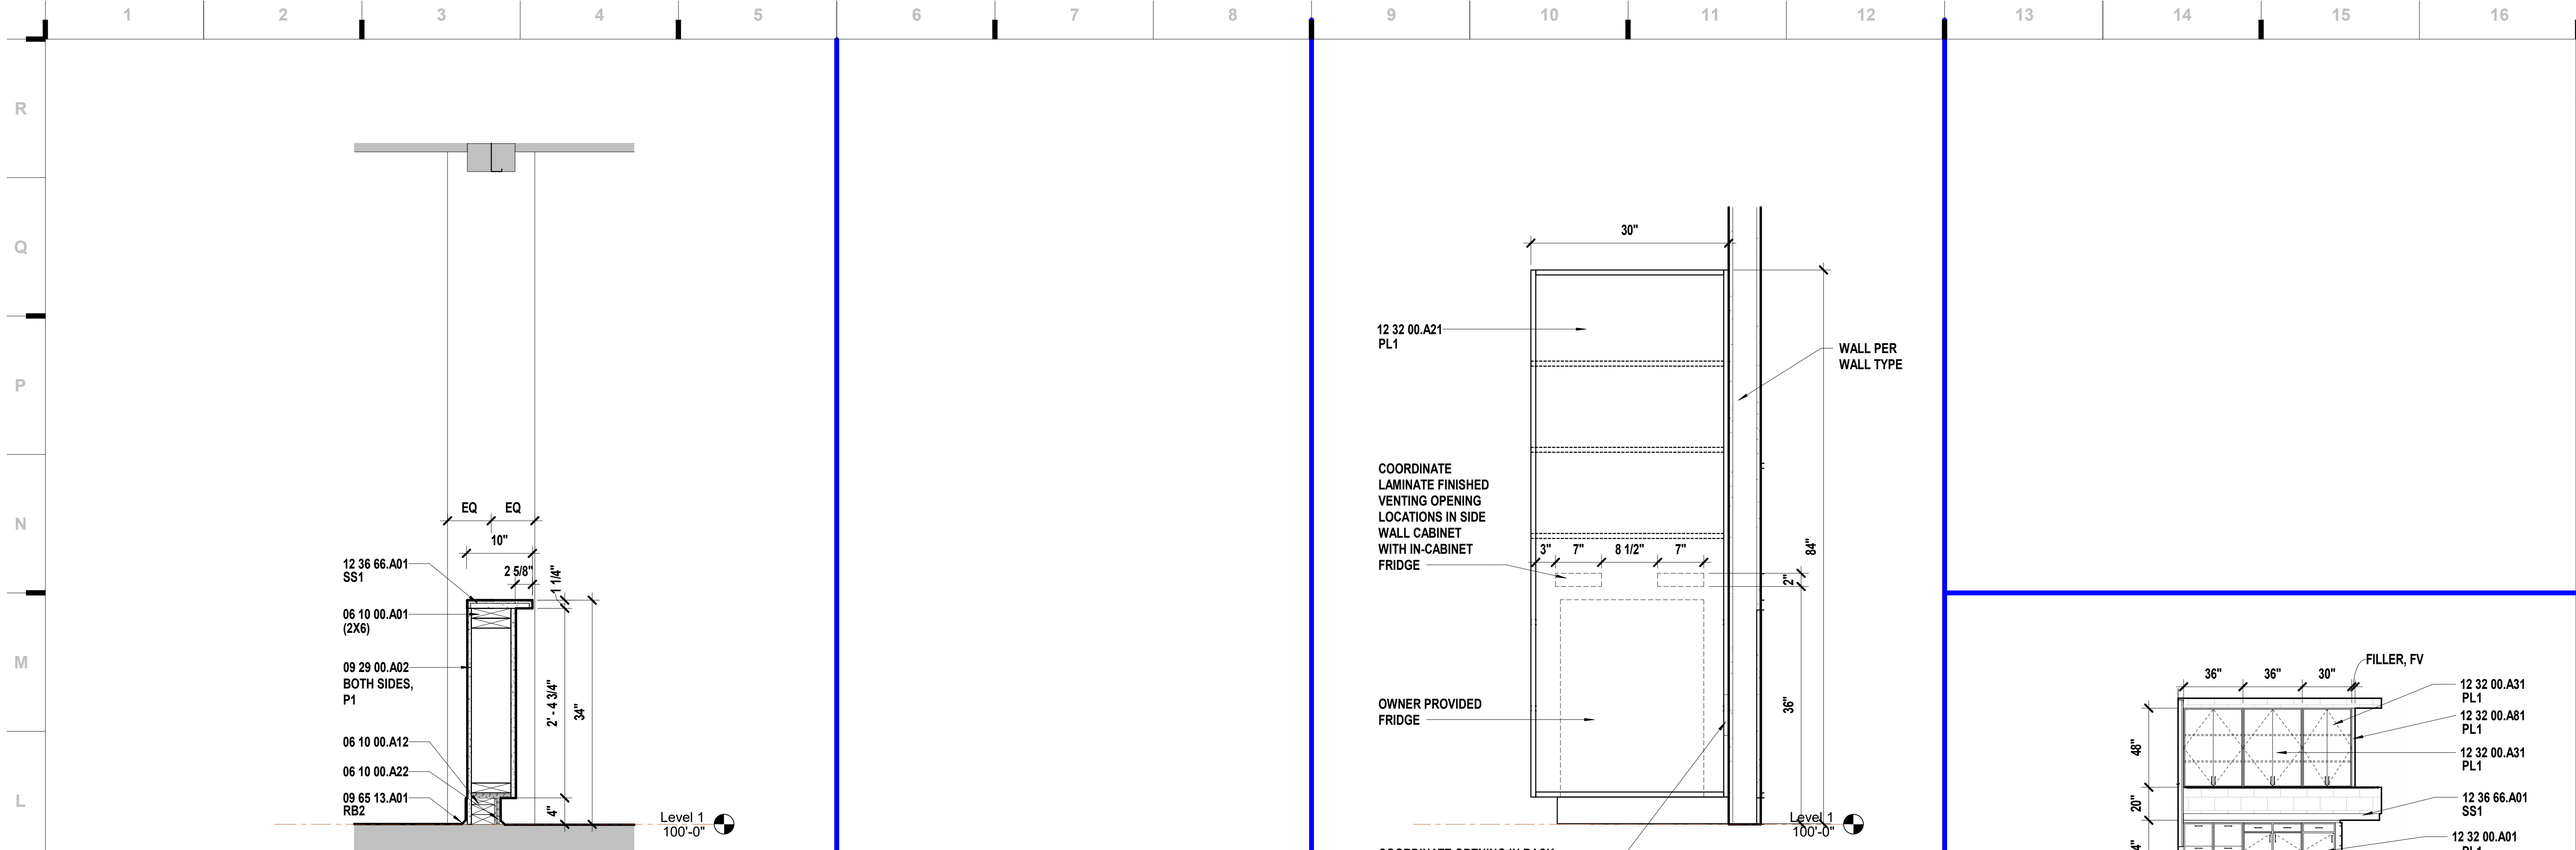 1 2 3 4 5 6 7 8 9 10 11 12 13 14 15 16
R
Q
P
N
M
L
EQ EQ
10"
2 5/8"
1 1/4"
12 36 66.A01
SS1
06 10 00.A01
(2X6)
09 29 00.A02
BOTH SIDES,
P1
2' - 4 3/4"
34"
06 10 00.A12
06 10 00.A22
09 65 13.A01
RB2
4"
Level 1
100'-0"
30"
12 32 00.A21
PL1
WALL PER
WALL TYPE
COORDINATE
LAMINATE FINISHED
VENTING OPENING
LOCATIONS IN SIDE
WALL CABINET
WITH IN-CABINET
FRIDGE
3" 7" 8 1/2" 7"
84"
2"
36"
OWNER PROVIDED
FRIDGE
Level 1
100'-0"
COORDINATE OPENING IN BACK
36" 36" 30"
FILLER, FV
12 32 00.A31
PL1
12 32 00.A81
PL1
12 32 00.A31
PL1
48"
20"
12 36 66.A01
SS1
12 32 00.A01
PL1